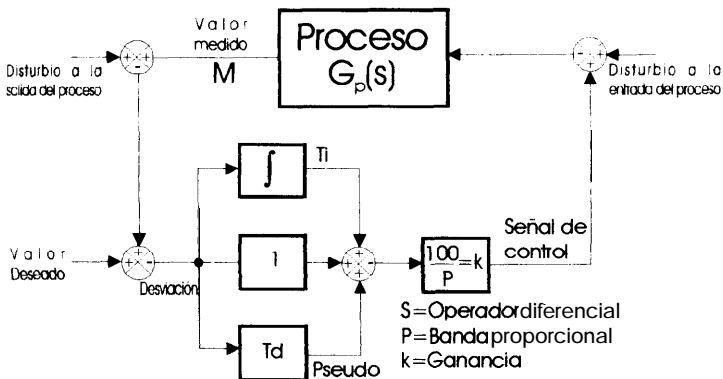 Valor
medido
M
Proceso
Gp(s)
Disturbio a la
salida del proceso
Disturbio a la
entrada del proceso
∫
Ti
Valor
Deseado
Desviación
1
100
P
=k
Señal de
control
Td
Pseudo
S=Operador diferencial
P=Banda proporcional
k=Ganancia